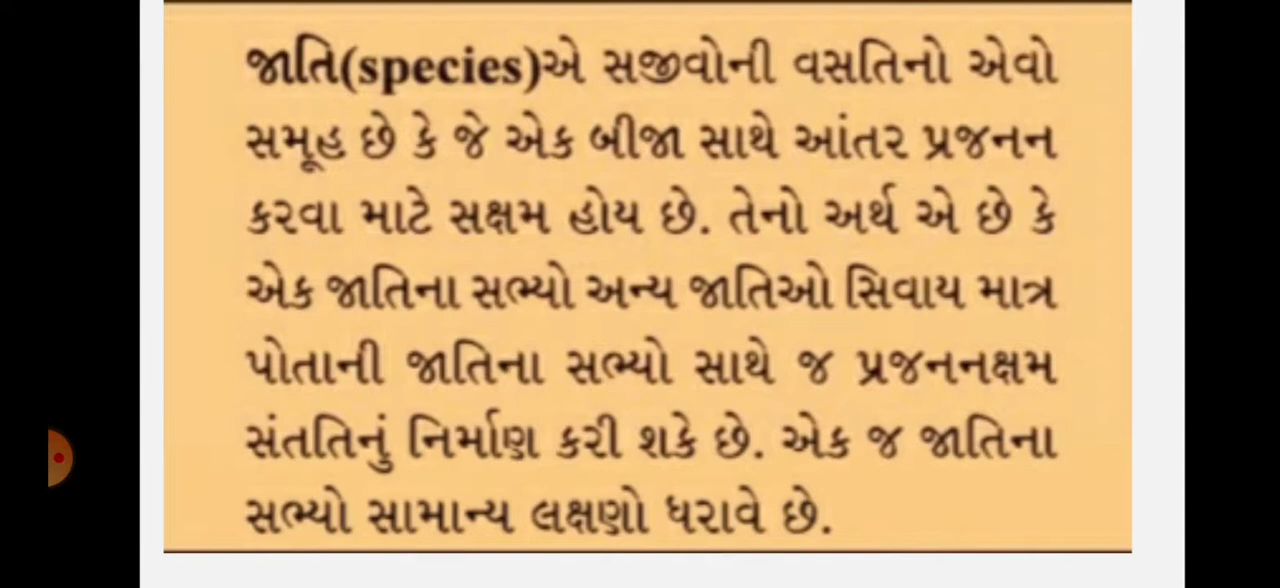 જાતિ(species)એ સજીવોની વસતિનો એવો
સમૂહ છે કે જે એક બીજા સાથે આંતર પ્રજનન
કરવા માટે સક્ષમ હોય છે. તેનો અર્થ એ છે કે
એક જાતિના સભ્યો અન્ય જાતિઓ સિવાય માત્ર
પોતાની જાતિના સભ્યો સાથે જ પ્રજનનક્ષમ
સંતતિનું નિર્માણ કરી શકે છે. એક જ જાતિના
સભ્યો સામાન્ય લક્ષણો ધરાવે છે.